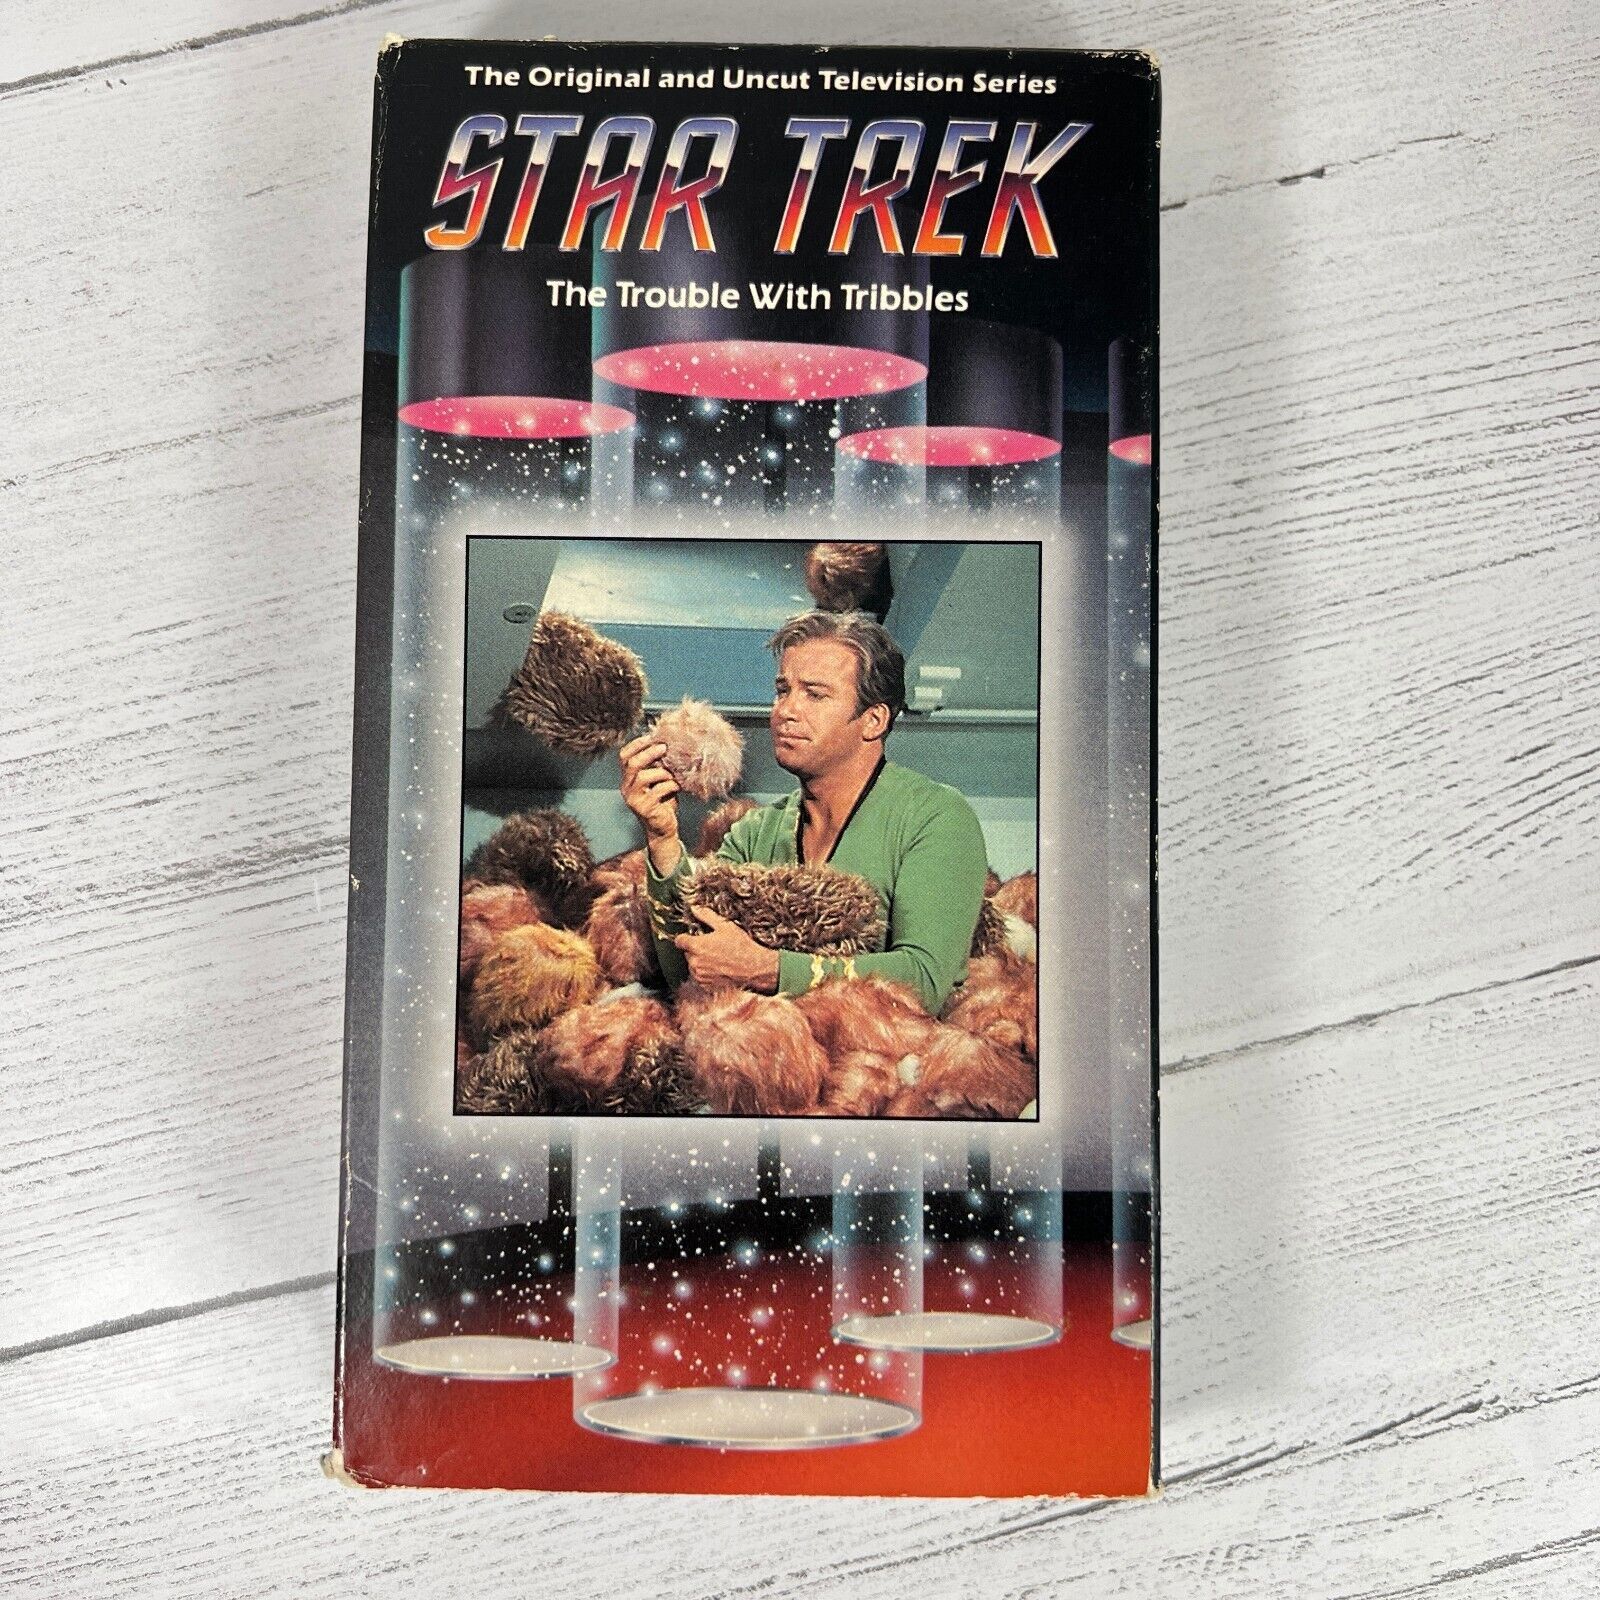 The Original and Uncut Television Series
STAR TREK
The Trouble With Tribbles